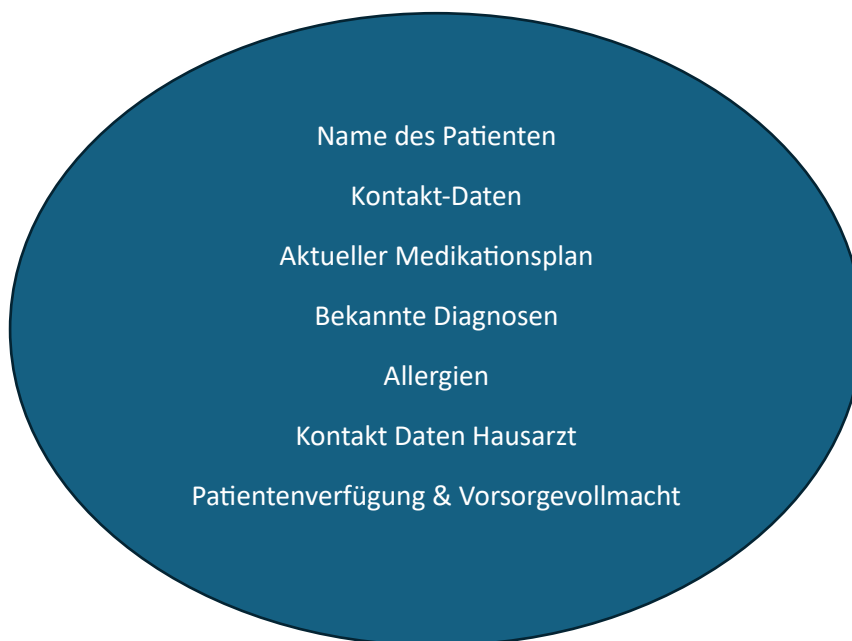 Name des Patienten
Kontakt-Daten
Aktueller Medikationsplan
Bekannte Diagnosen
Allergien
Kontakt Daten Hausarzt
Patientenverfügung & Vorsorgevollmacht